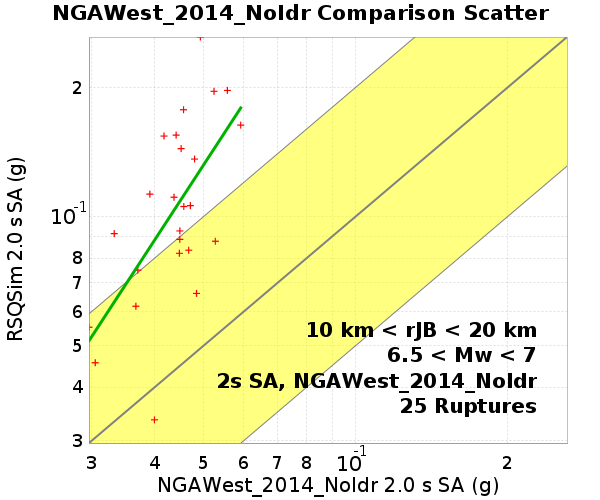 NGAWest_2014_NoIdr Comparison Scatter
RSQSim 2.0 s SA (g)
2
10-1
8
7
6
5
4
3
10 km < rJB < 20 km
6.5 < Mw < 7
2s SA, NGAWest_2014_NoIdr
25 Ruptures
3 4 5 6 7 8 10-1 2
NGAWest_2014_NoIdr 2.0 s SA (g)